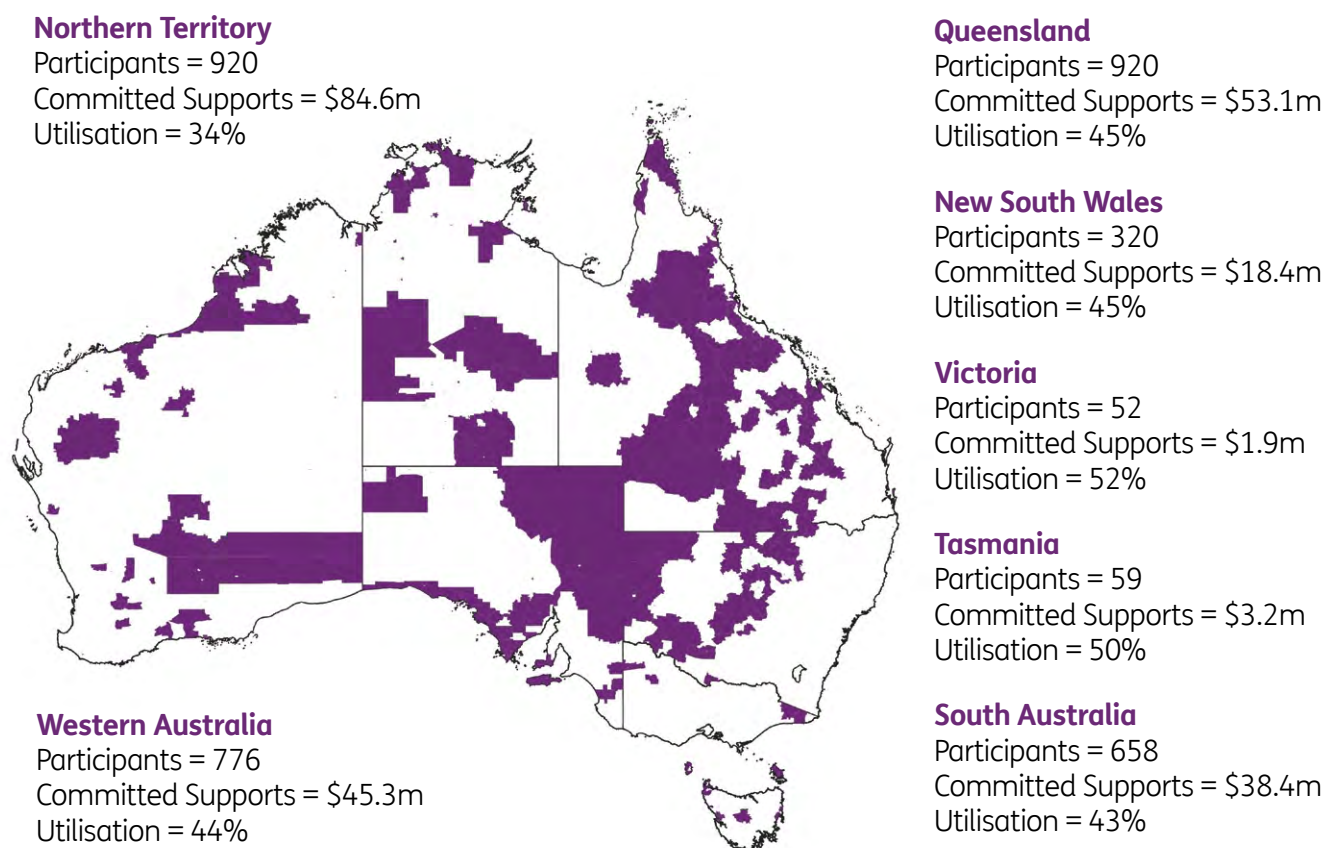 Northern Territory
Participants = 920
Committed Supports = $84.6m
Utilisation = 34%
Western Australia
Participants = 776
Committed Supports = $45.3m
Utilisation = 44%
Queensland
Participants = 920
Committed Supports = $53.1m
Utilisation = 45%
New South Wales
Participants = 320
Committed Supports = $18.4m
Utilisation = 45%
Victoria
Participants = 52
Committed Supports = $1.9m
Utilisation = 52%
Tasmania
Participants = 59
Committed Supports = $3.2m
Utilisation = 50%
South Australia
Participants = 658
Committed Supports = $38.4m
Utilisation = 43%